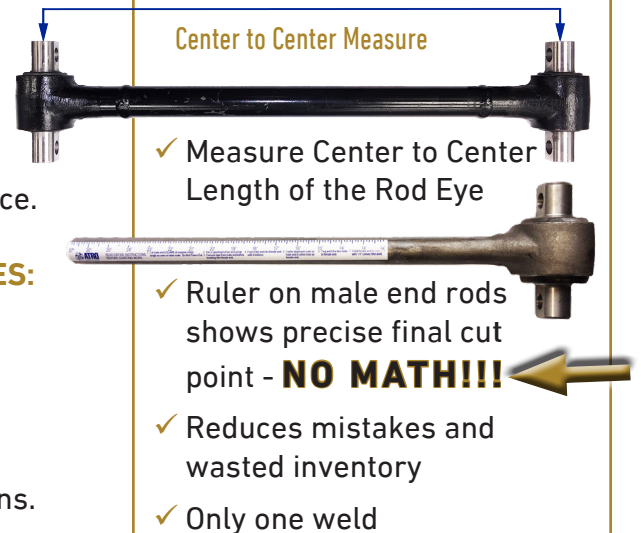 Center to Center Measure
✓ Measure Center to Center
Length of the Rod Eye
ce.
ATRO
ES:
✓ Ruler on male end rods
shows precise final cut
point - NO MATH!!!
✓ Reduces mistakes and
wasted inventory
ns.
✓ Only one weld